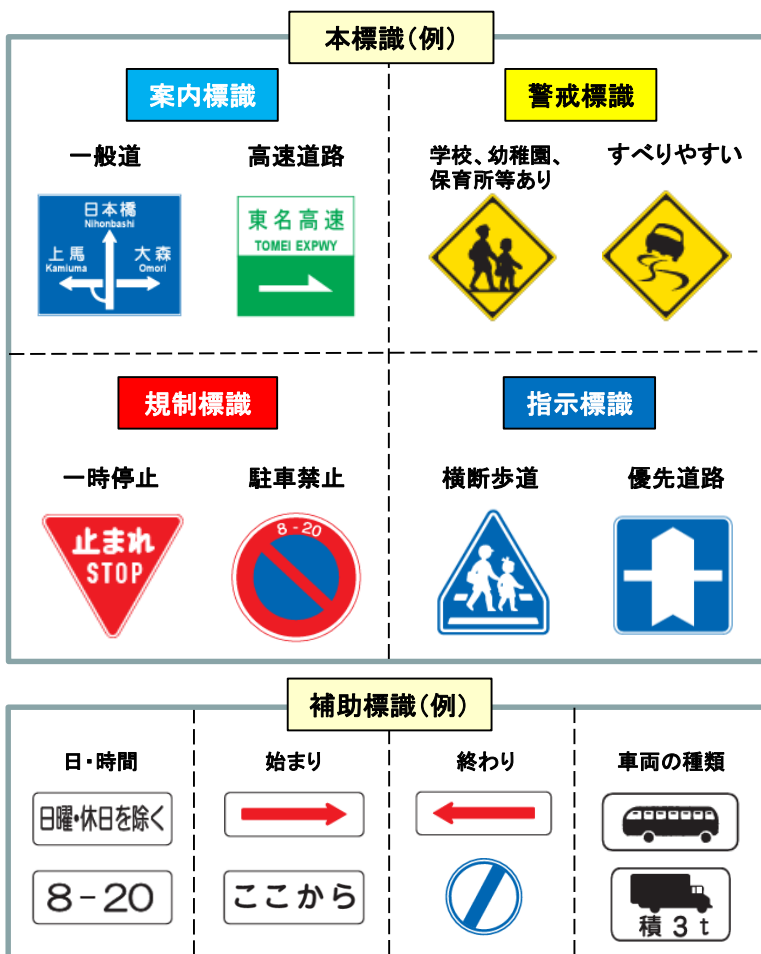 本標識(例)
案内標識
一般道
高速道路
日本橋
Nihonbashi
上馬
Kamiuma
大森
Omori
東名高速
TOMEI EXPWY
警戒標識
学校、幼稚園、
保育所等あり
すべりやすい
規制標識
一時停止
駐車禁止
止まれ
STOP
8-20
指示標識
横断歩道
優先道路
補助標識(例)
日・時間
始まり
終わり
車両の種類
日曜・休日を除く
8-20
ここから
積3t